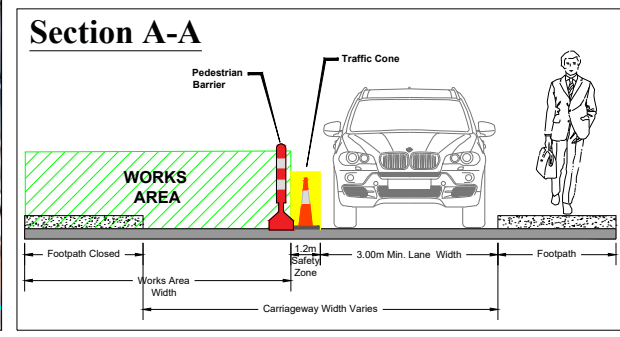 Section A-A
Pedestrian
Barrier
Traffic Cone
WORKS
AREA
Footpath Closed
1.2m
Safety
Zone
3.00m Min. Lane Width
Footpath
Works Area
Width
Carriageway Width Varies